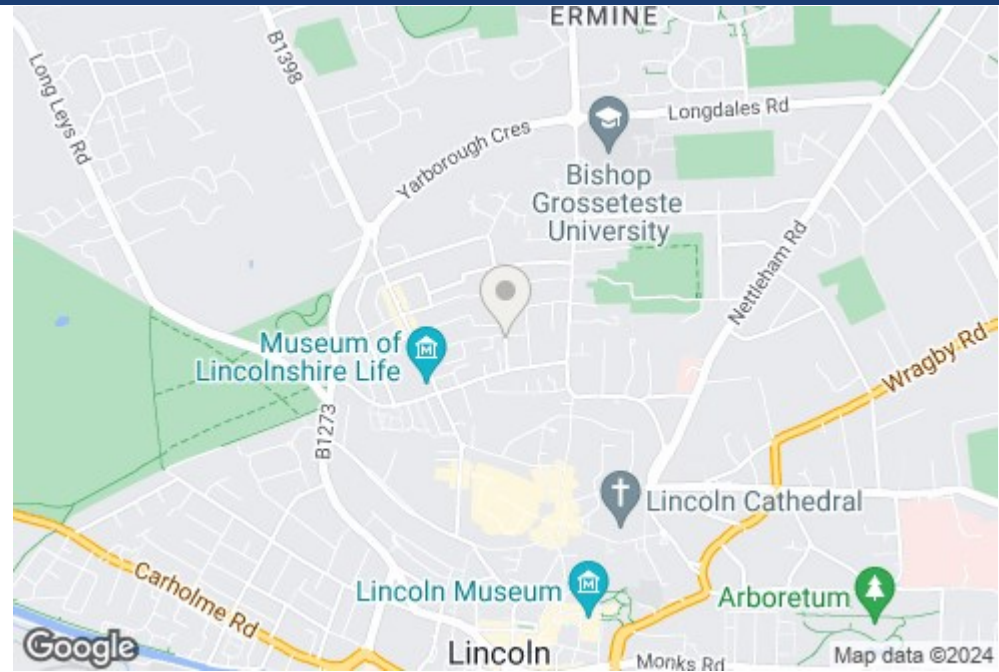 ERMINE
B1398
Long Leys Rd
Longdales Rd
Yarborough Cres
Bishop
Grosseteste
University
Nettleham Rd
Museum of
Lincolnshire Life
Wragby Rd
B1273
Lincoln Cathedral
Carholme Rd
Lincoln Museum
Arboretum
Google
Lincoln
Monks Rd
Map data ©2024